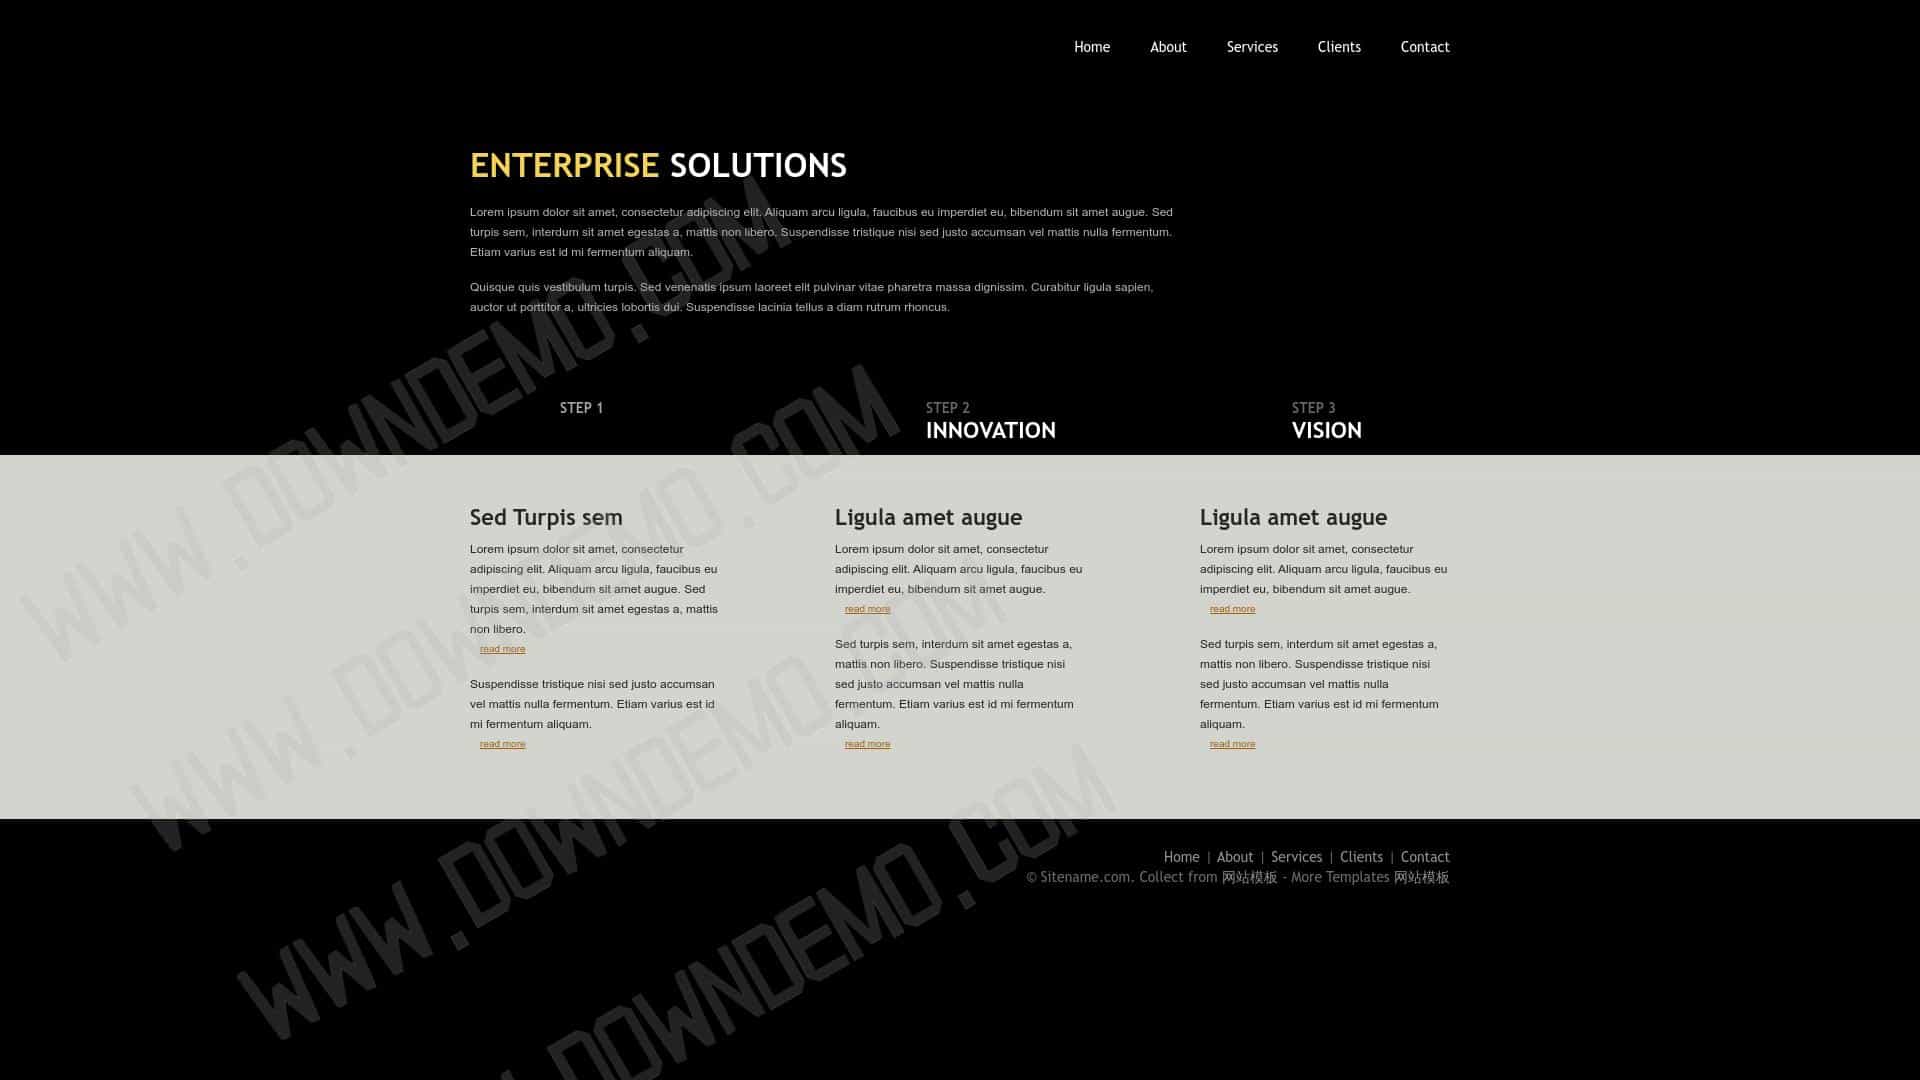 Home About Services Clients Contact
ENTERPRISE SOLUTIONS
Lorem ipsum dolor sit amet, consectetur adipiscing elit. Aliquam arcu ligula, faucibus eu imperdiet eu, bibendum sit amet augue. Sed
turpis sem, interdum sit amet egestas a, mattis non libero. Suspendisse tristique nisi sed justo accumsan vel mattis nulla fermentum.
Etiam varius est id mi fermentum aliquam.
Quisque quis vestibulum turpis. Sed venenatis ipsum laoreet elit pulvinar vitae pharetra massa dignissim. Curabitur ligula sapien,
auctor ut porttitor a, ultricies lobortis dui. Suspendisse lacinia tellus a diam rutrum rhoncus.
STEP 1
STEP 2
INNOVATION
STEP 3
VISION
Sed Turpis sem
Lorem ipsum dolor sit amet, consectetur
adipiscing elit. Aliquam arcu ligula, faucibus eu
imperdiet eu, bibendum sit amet augue. Sed
turpis sem, interdum sit amet egestas a, mattis
non libero.
read more
Suspendisse tristique nisi sed justo accumsan
vel mattis nulla fermentum. Etiam varius est id
mi fermentum aliquam.
read more
Ligula amet augue
Lorem ipsum dolor sit amet, consectetur
adipiscing elit. Aliquam arcu ligula, faucibus eu
imperdiet eu, bibendum sit amet augue.
read more
Sed turpis sem, interdum sit amet egestas a,
mattis non libero. Suspendisse tristique nisi
sed justo accumsan vel mattis nulla
fermentum. Etiam varius est id mi fermentum
aliquam.
read more
Ligula amet augue
Lorem ipsum dolor sit amet, consectetur
adipiscing elit. Aliquam arcu ligula, faucibus eu
imperdiet eu, bibendum sit amet augue.
read more
Sed turpis sem, interdum sit amet egestas a,
mattis non libero. Suspendisse tristique nisi
sed justo accumsan vel mattis nulla
fermentum. Etiam varius est id mi fermentum
aliquam.
read more
Home | About | Services | Clients | Contact
© Sitename.com. Collect from 网站模板 - More Templates 网站模板
WWW.DOWNDEMO.COM
WWW.DOWNDEMO.COM
WWW.DOWNDEMO.COM
.DOWNDEMO.COM